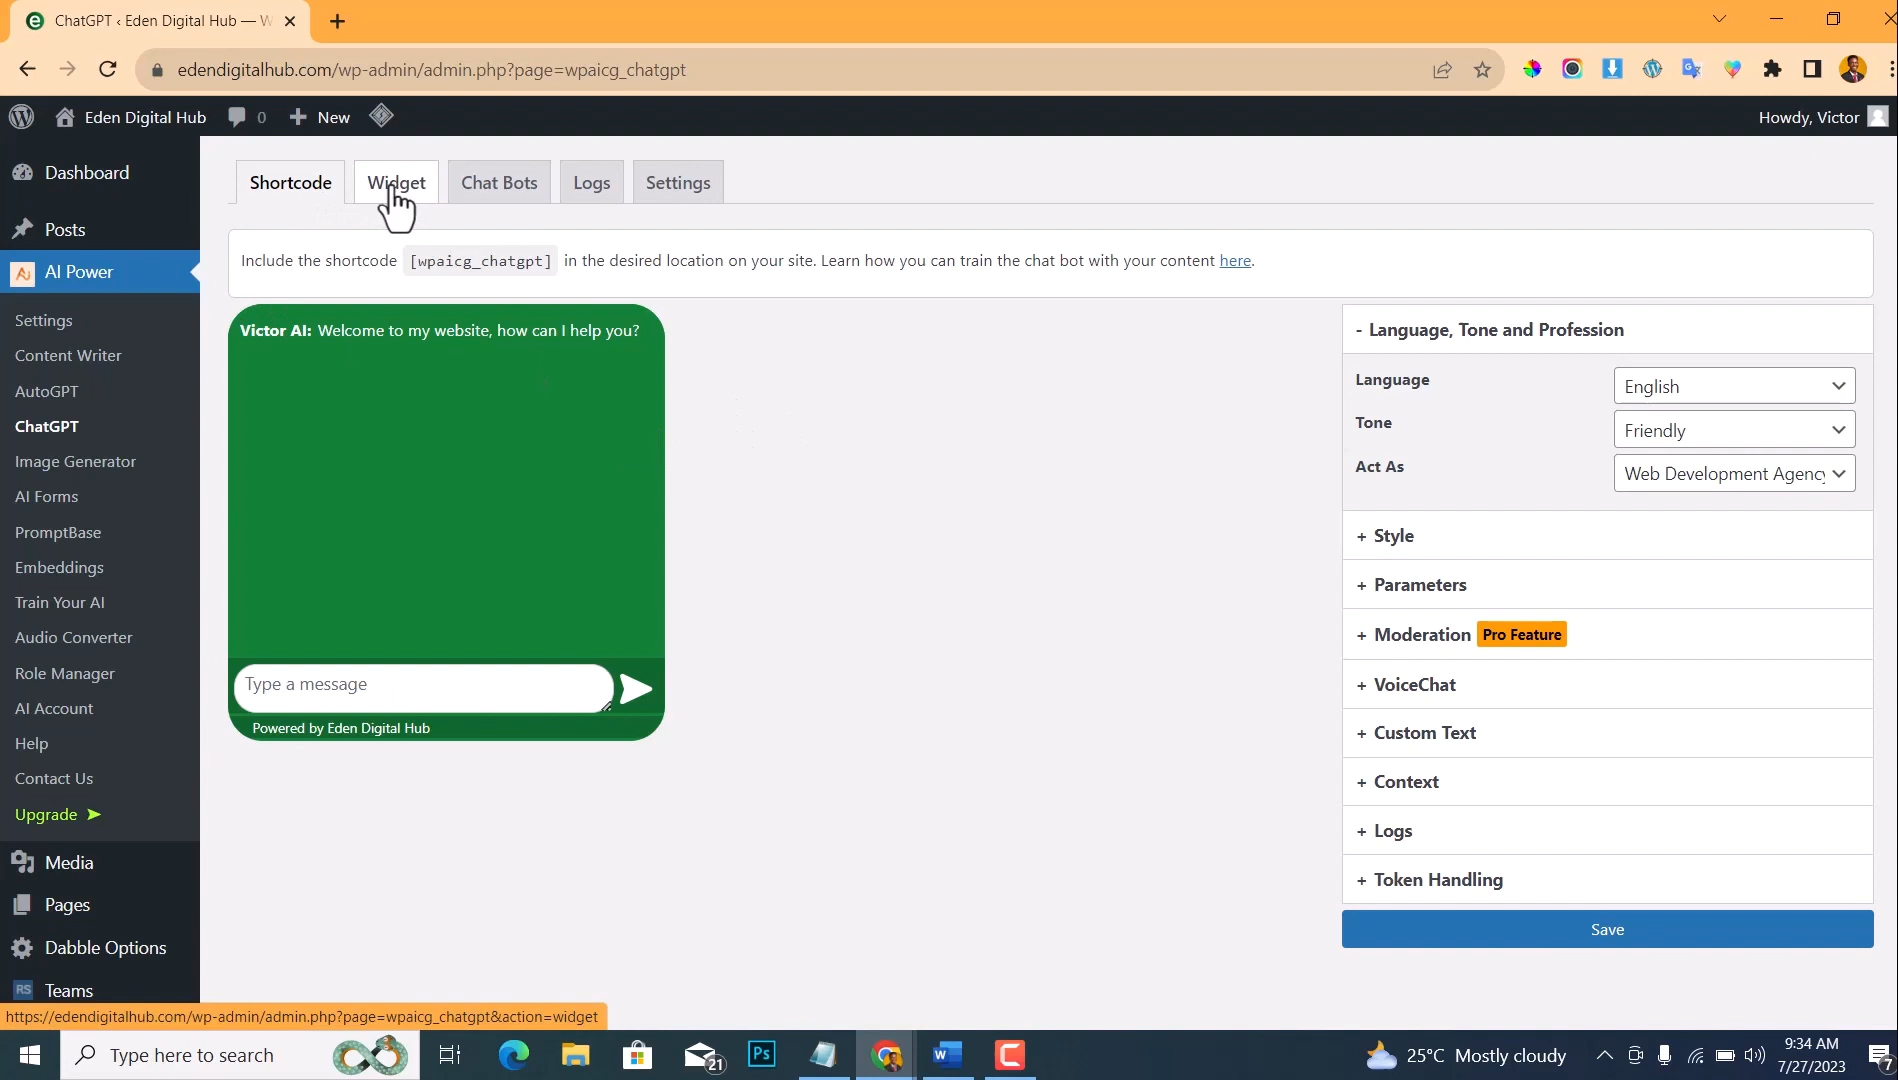 ChatGPT ‹ Eden Digital Hub — W
edendigitalhub.com/wp-admin/admin.php?page=wpaicg_chatgpt
Eden Digital Hub
0
New
Howdy, Victor
Dashboard
Posts
AI Power
Settings
Content Writer
AutoGPT
ChatGPT
Image Generator
AI Forms
PromptBase
Embeddings
Train Your AI
Audio Converter
Role Manager
AI Account
Help
Contact Us
Upgrade ➤
Media
Pages
Dabble Options
RS Teams
Shortcode
Widget
Chat Bots
Logs
Settings
Include the shortcode [wpaicg_chatgpt] in the desired location on your site. Learn how you can train the chat bot with your content here.
Victor AI: Welcome to my website, how can I help you?
Type a message
Powered by Eden Digital Hub
- Language, Tone and Profession
Language
English
Tone
Friendly
Act As
Web Development Agency
+ Style
+ Parameters
+ Moderation Pro Feature
+ VoiceChat
+ Custom Text
+ Context
+ Logs
+ Token Handling
Save
https://edendigitalhub.com/wp-admin/admin.php?page=wpaicg_chatgpt&action=widget
Type here to search
21
Ps
25°C Mostly cloudy
9:34 AM
7/27/2023
7